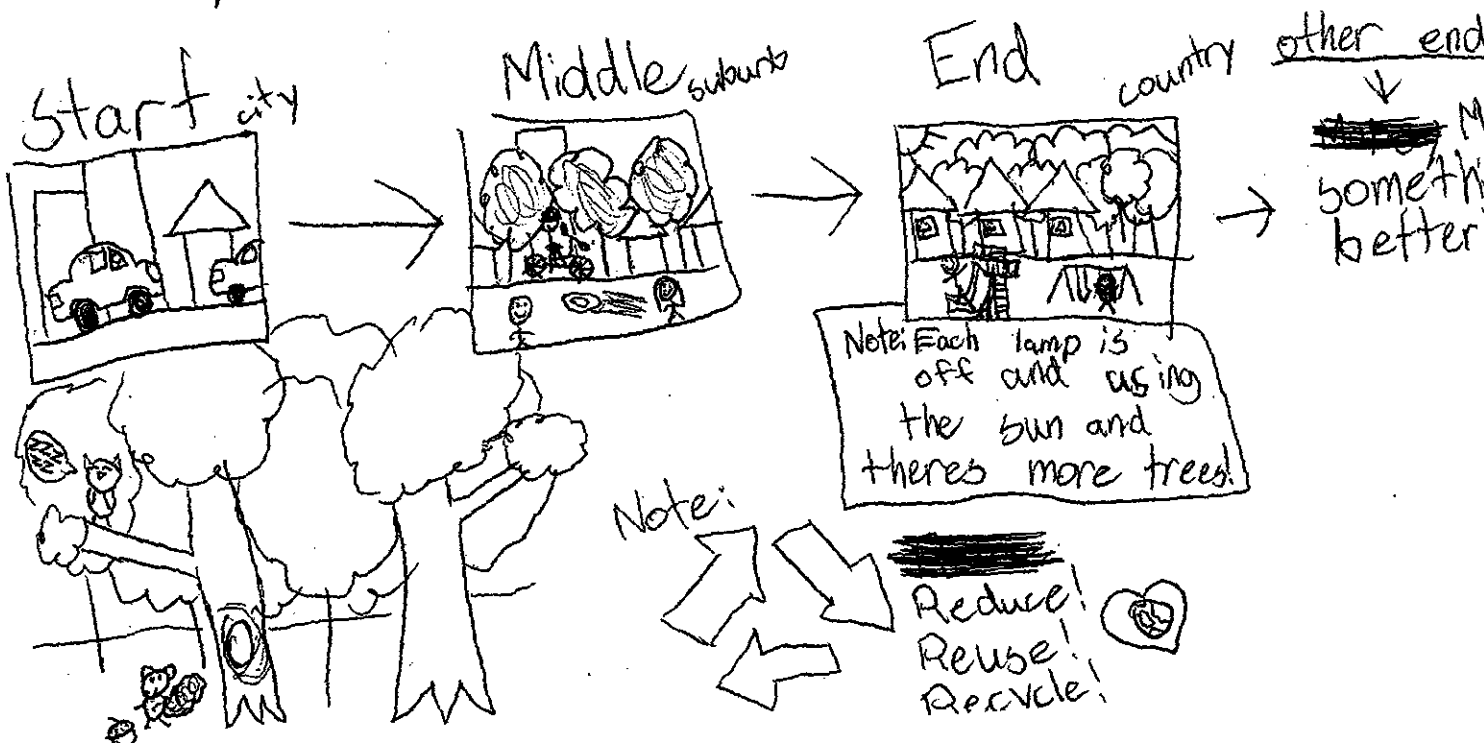 Start city
Middle suburb
End country
other end
M
someth
better
Note: Each lamp is
off and using
the sun and
theres more trees!
Note:
Reduce!
Reuse!
Recycle!